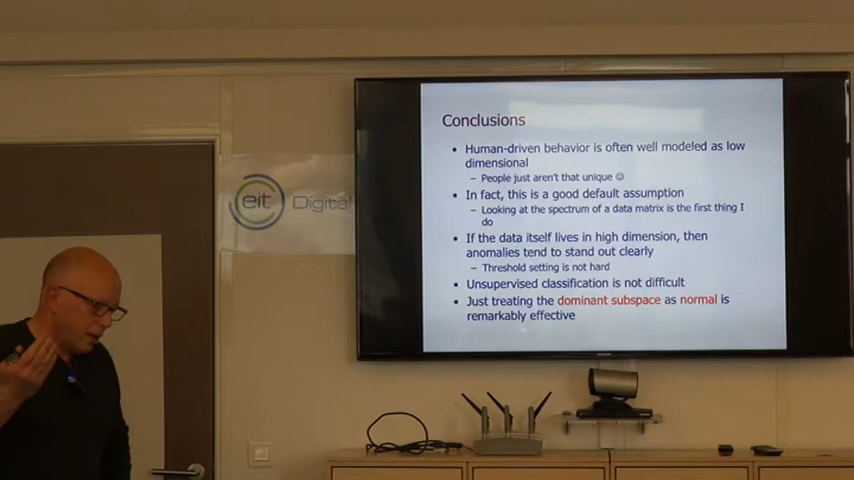 Conclusions
• Human-driven behavior is often well modeled as low
dimensional
– People just aren't that unique ☺
• In fact, this is a good default assumption
– Looking at the spectrum of a data matrix is the first thing I
do
• If the data itself lives in high dimension, then
anomalies tend to stand out clearly
– Threshold setting is not hard
• Unsupervised classification is not difficult
• Just treating the dominant subspace as normal is
remarkably effective
eit Digital